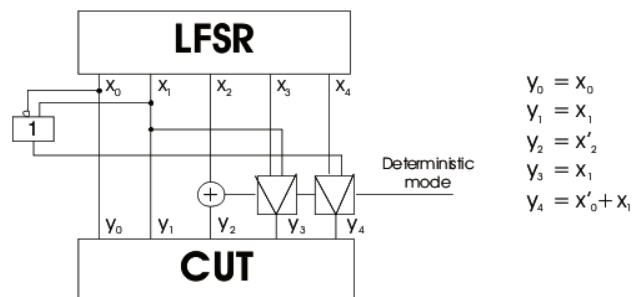 LFSR
x₀ x₁ x₂ x₃ x₄
1
+
Deterministic
mode
y₀ y₁ y₂ y₃ y₄
CUT
y₀ = x₀
y₁ = x₁
y₂ = x′₂
y₃ = x₁
y₄ = x′₀ + x₁